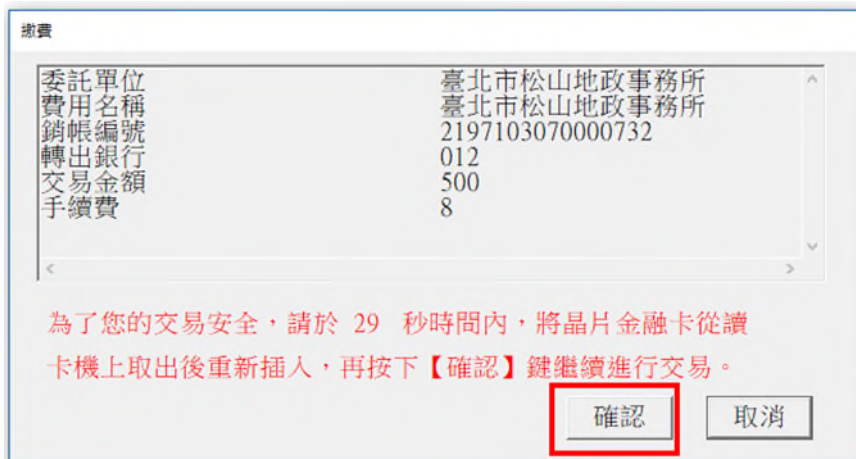 繳費
委託單位 臺北市松山地政事務所
費用名稱 臺北市松山地政事務所
銷帳編號 2197103070000732
轉出銀行 012
交易金額 500
手續費 8
為了您的交易安全，請於 29 秒時間內，將晶片金融卡從讀
卡機上取出後重新插入，再按下【確認】鍵繼續進行交易。
確認 取消